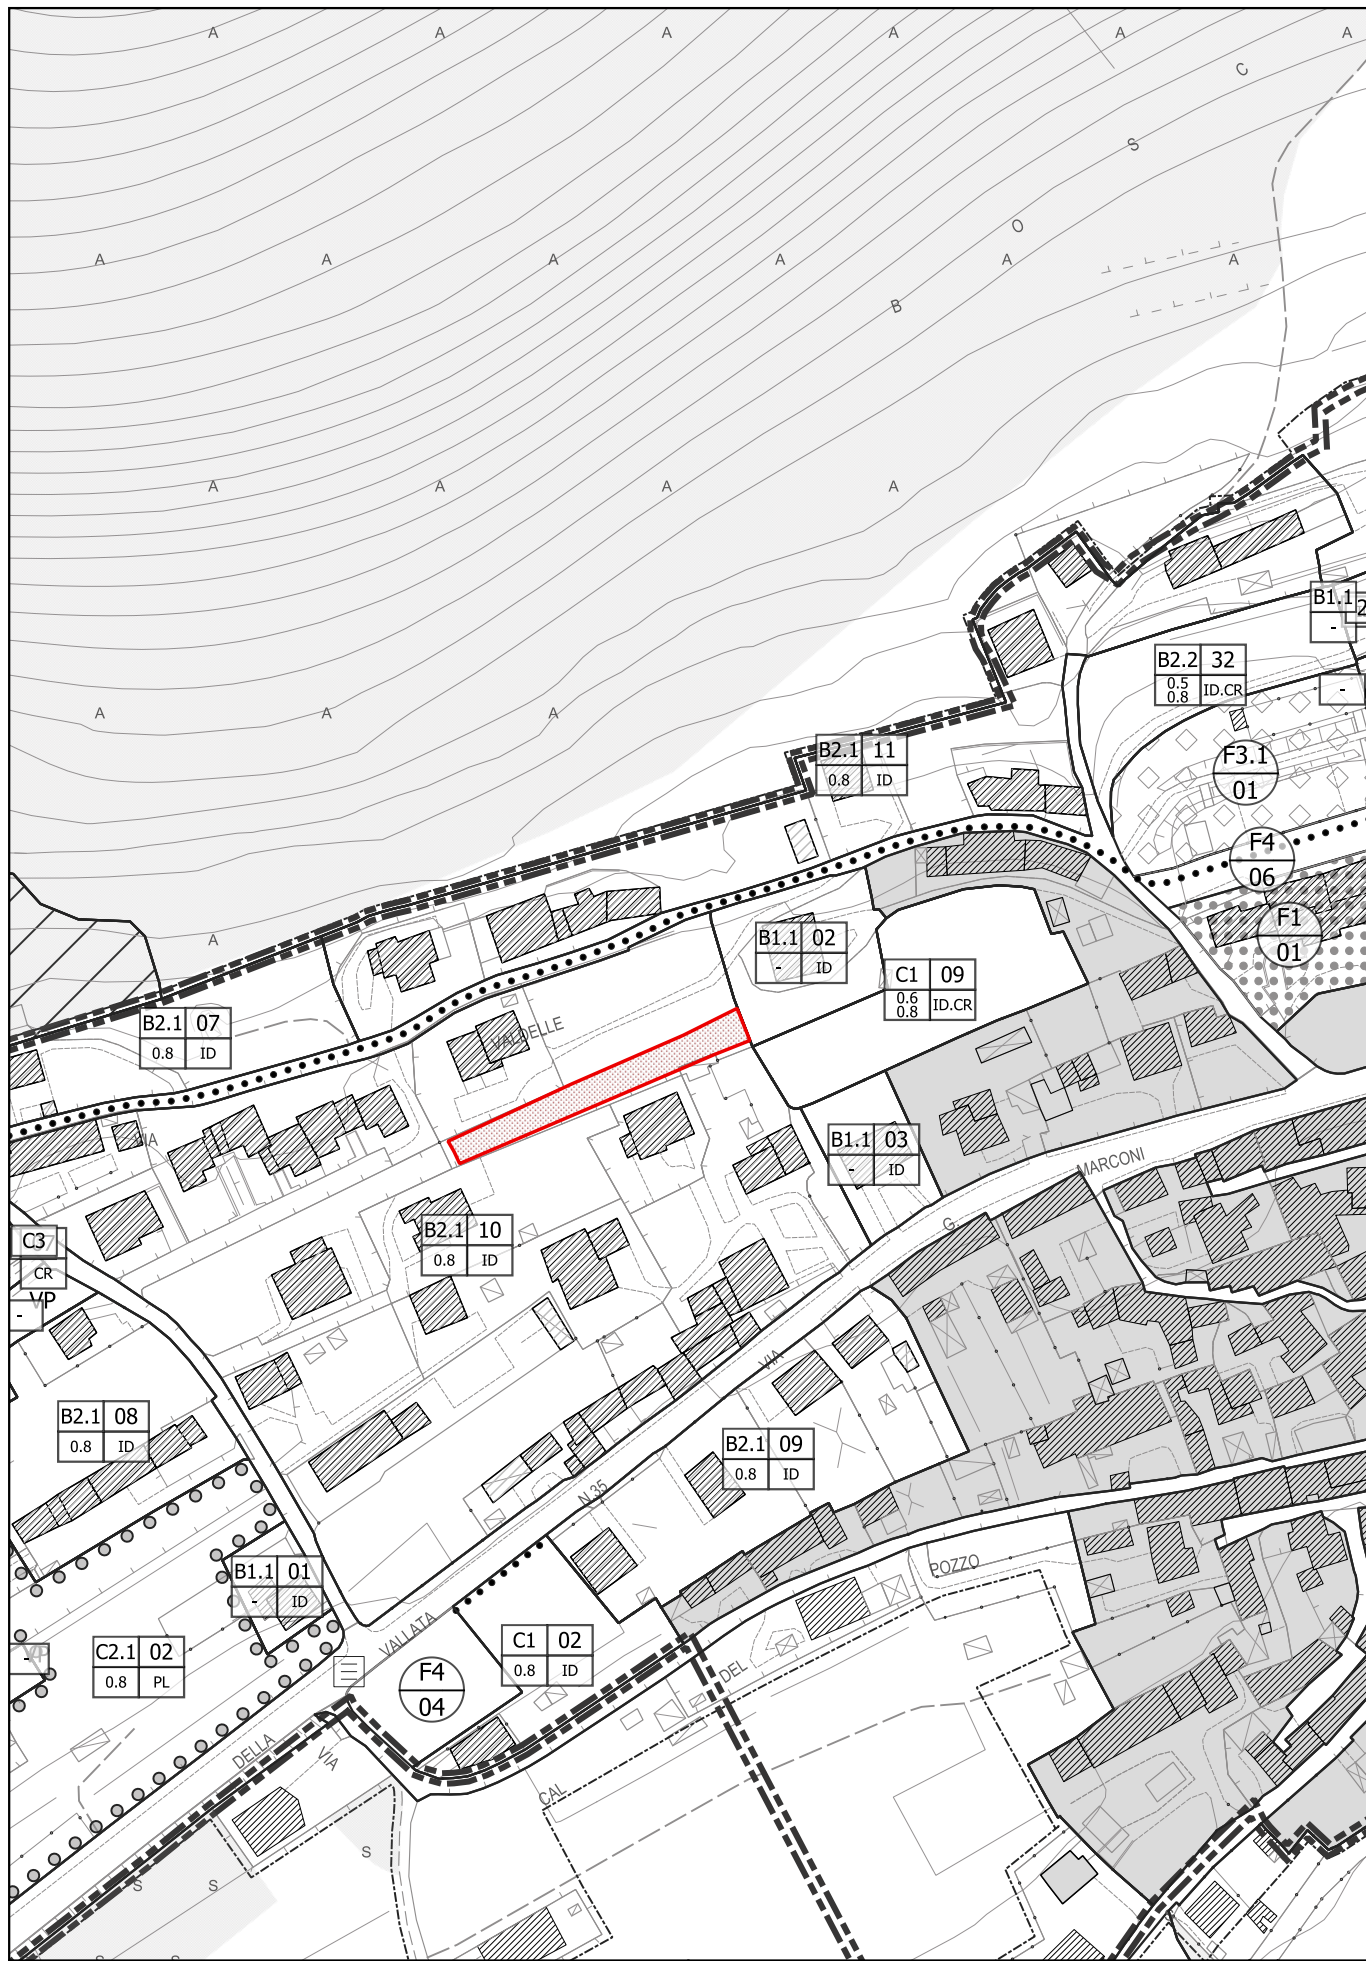 A A A A A A
C
S
O
A A A A A A
B
A A A A
B1.1
2
-
B2.2 32
0.5
0.8
ID.CR
-
A A A
B2.1 11
0.8 ID
F3.1
01
F4
06
F1
01
A
B1.1 02
- ID
C1 09
0.6
0.8
ID.CR
B2.1 07
0.8 ID
VALDELLE
VIA
B1.1 03
- ID
MARCONI
G.
B2.1 10
0.8 ID
C3
CR
VP
-
VIA
B2.1 08
0.8 ID
B2.1 09
0.8 ID
N.35
B1.1 01
- ID
POZZO
VALLATA
C2.1 02
0.8 PL
C1 02
0.8 ID
-
F4
04
DEL
DELLA
VIA
CAL
S
S S
S S